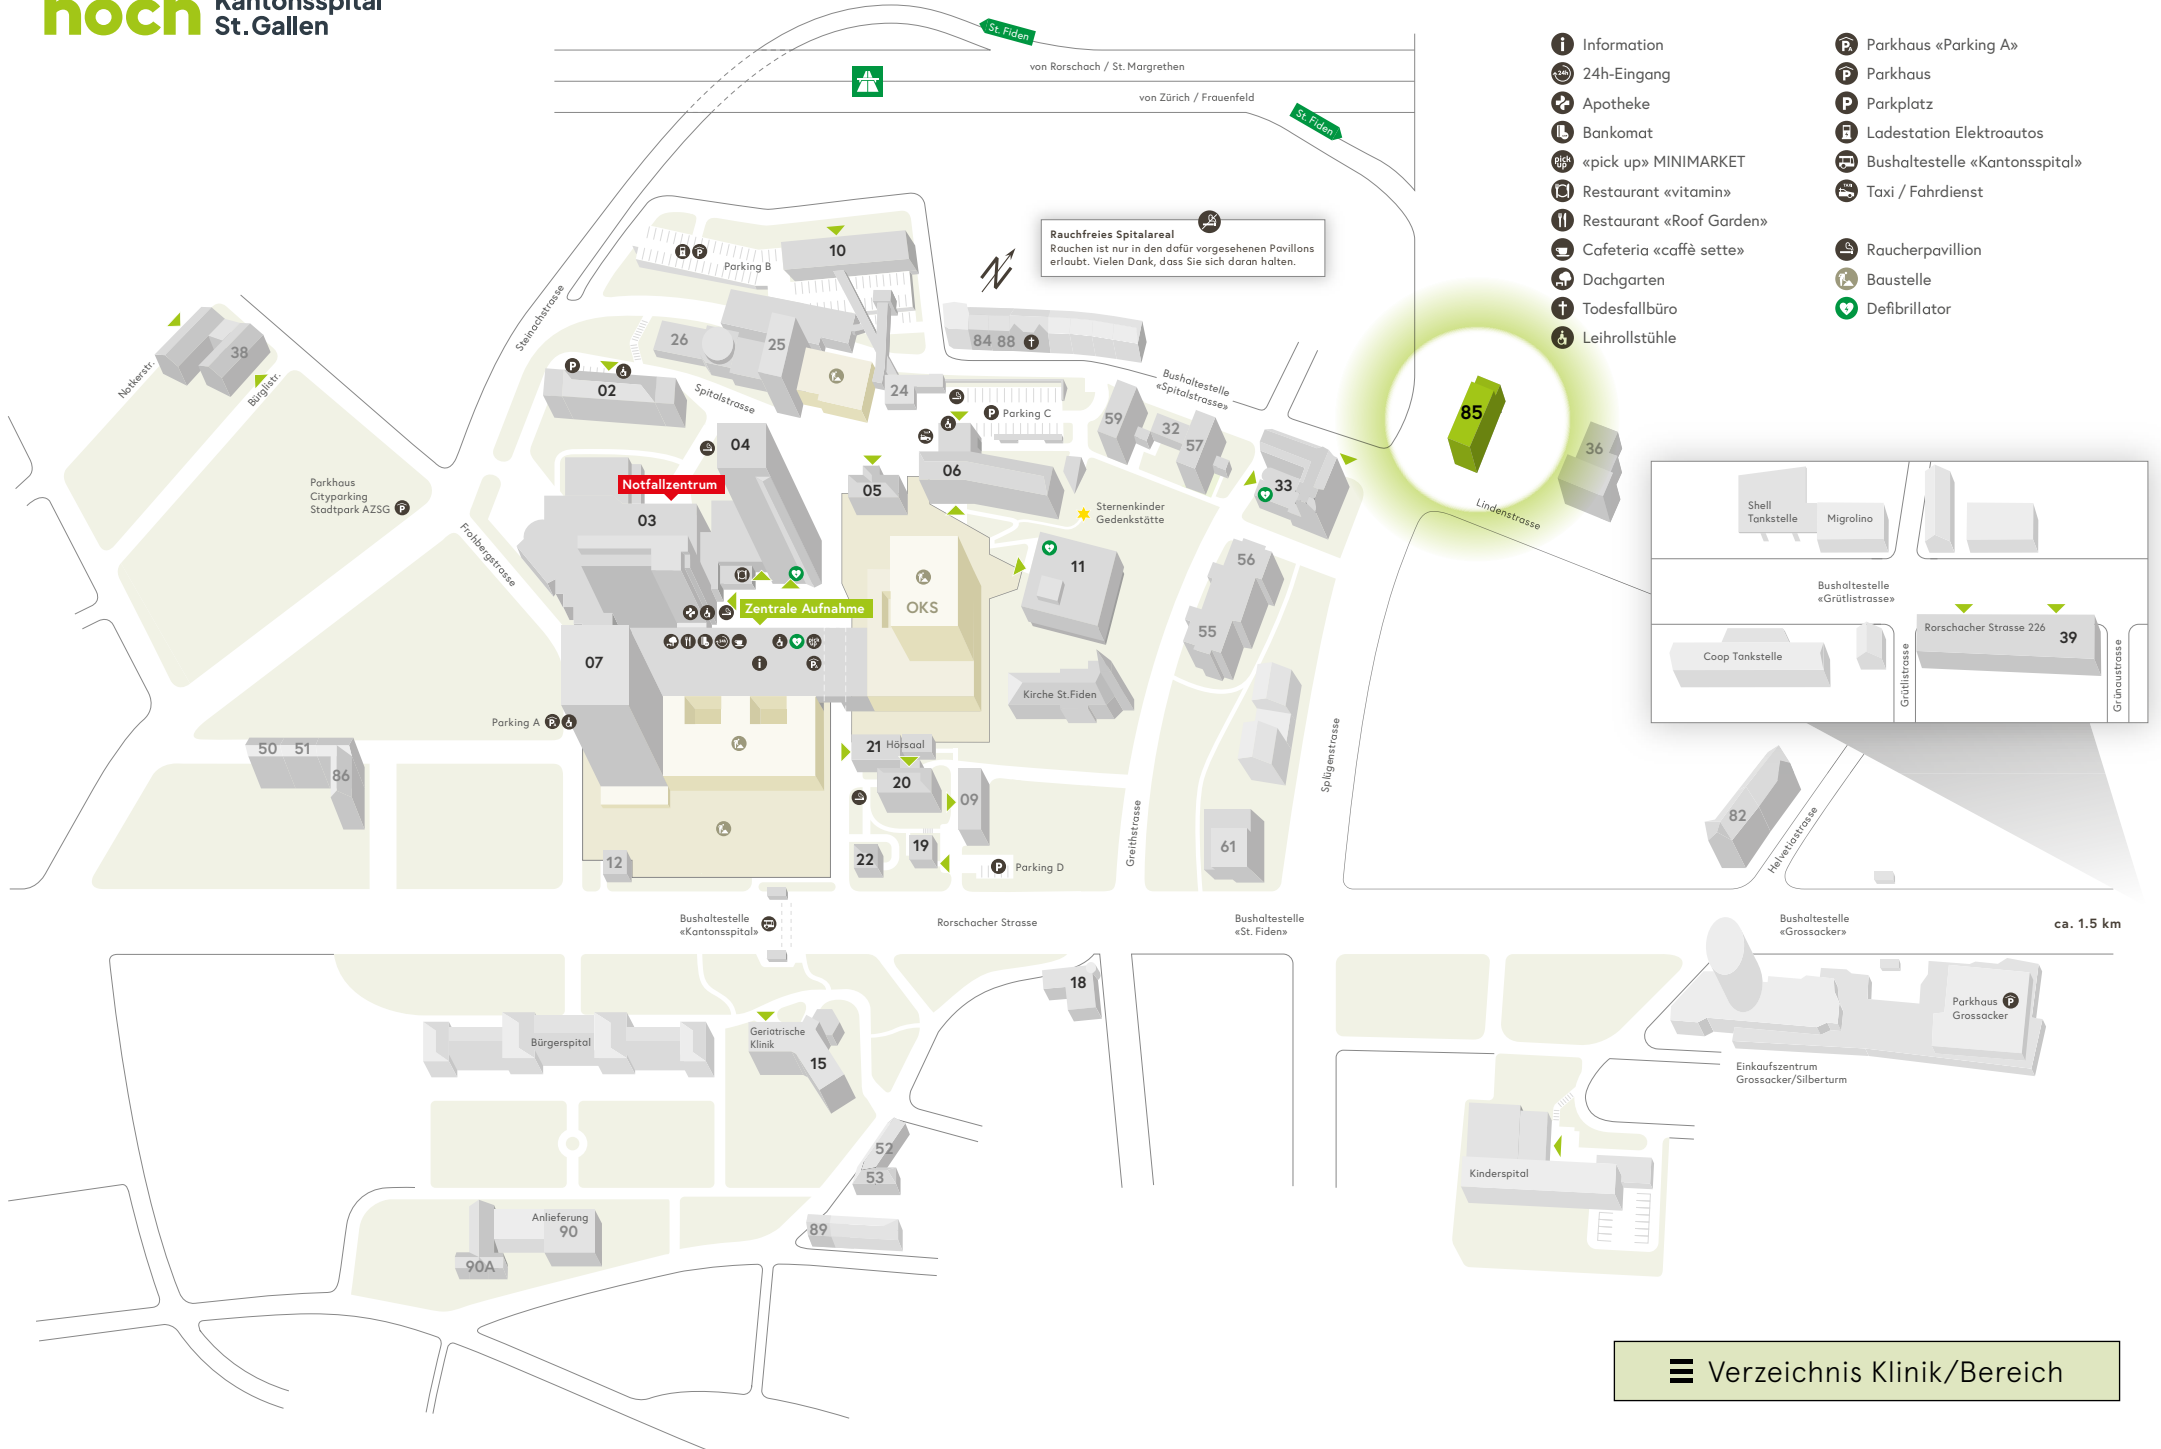 noch
Kantonsspital
St.Gallen
St. Fiden
von Rorschach / St. Margrethen
von Zürich / Frauenfeld
St. Fiden
Information
24h-Eingang
Apotheke
Bankomat
«pick up» MINIMARKET
Restaurant «vitamin»
Restaurant «Roof Garden»
Cafeteria «caffè sette»
Dachgarten
Todesfallbüro
Leihrollstühle
Parkhaus «Parking A»
Parkhaus
Parkplatz
Ladestation Elektroautos
Bushaltestelle «Kantonsspital»
Taxi / Fahrdienst
Raucherpavillion
Baustelle
Defibrillator
Rauchfreies Spitalareal
Rauchen ist nur in den dafür vorgesehenen Pavillons
erlaubt. Vielen Dank, dass Sie sich daran halten.
N
10
Parking B
Steinachstrasse
Notkerstr.
38
Bürglistr.
26
25
84 88
02
Spitalstrasse
24
Bushaltestelle
«Spitalstrasse»
Parking C
59
32
57
85
36
04
06
05
33
Notfallzentrum
03
Parkhaus
Cityparking
Stadtpark AZSG
Frohbergstrasse
Sternenkinder
Gedenkstätte
Lindenstrasse
11
56
55
OKS
Zentrale Aufnahme
07
Kirche St.Fiden
Parking A
21 Hörsaal
20
09
50 51
86
22
19
12
Parking D
Greithstrasse
Splügenstrasse
61
82
Helvetiastrasse
Shell
Tankstelle
Migrolino
Bushaltestelle
«Grütlistrasse»
Rorschacher Strasse 226
39
Coop Tankstelle
Grütlistrasse
Grünaustrasse
Bushaltestelle
«Kantonsspital»
Rorschacher Strasse
Bushaltestelle
«St. Fiden»
Bushaltestelle
«Grossacker»
ca. 1.5 km
18
Parkhaus
Grossacker
Einkaufszentrum
Grossacker/Silberturm
Bürgerspital
Geriatrische
Klinik
15
52
53
89
Anlieferung
90
90A
Kinderspital
Verzeichnis Klinik/Bereich